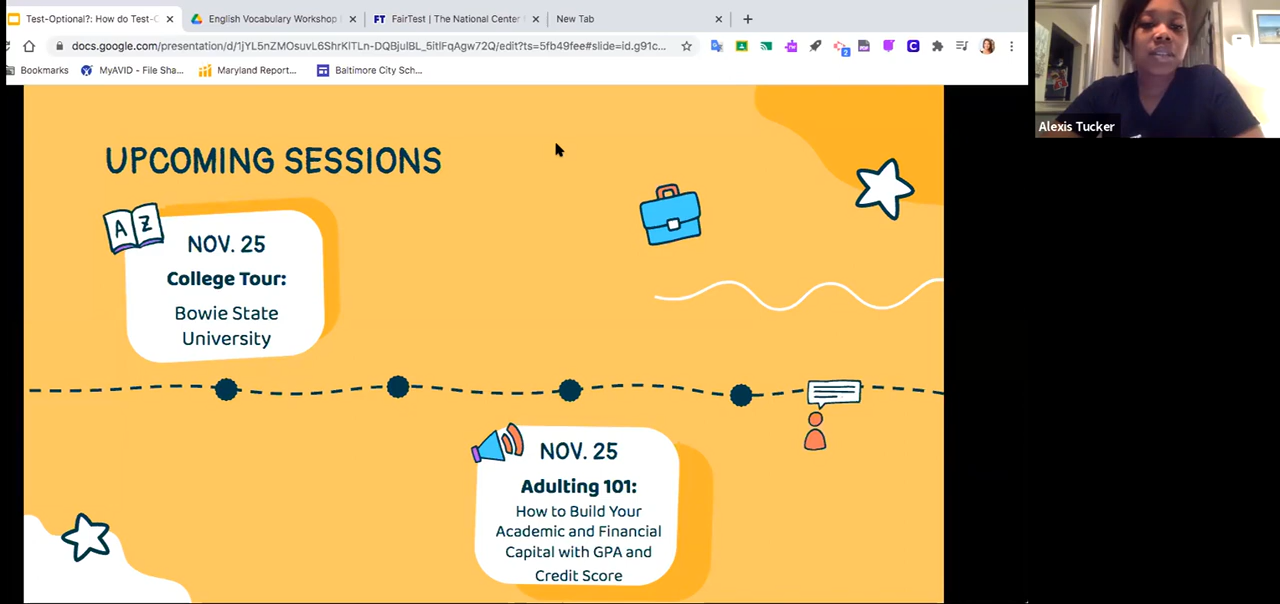 Test-Optional?: How do Test-C
English Vocabulary Workshop
FairTest | The National Center
New Tab
docs.google.com/presentation/d/1jYL5nZMOsuvL6ShrKlTLn-DQBjulBL_5itlFqAgw72Q/edit?ts=5fb49fee#slide=id.g91c...
Bookmarks
MyAVID - File Sha...
Maryland Report...
Baltimore City Sch...
Alexis Tucker
UPCOMING SESSIONS
A Z
NOV. 25
College Tour:
Bowie State
University
NOV. 25
Adulting 101:
How to Build Your
Academic and Financial
Capital with GPA and
Credit Score